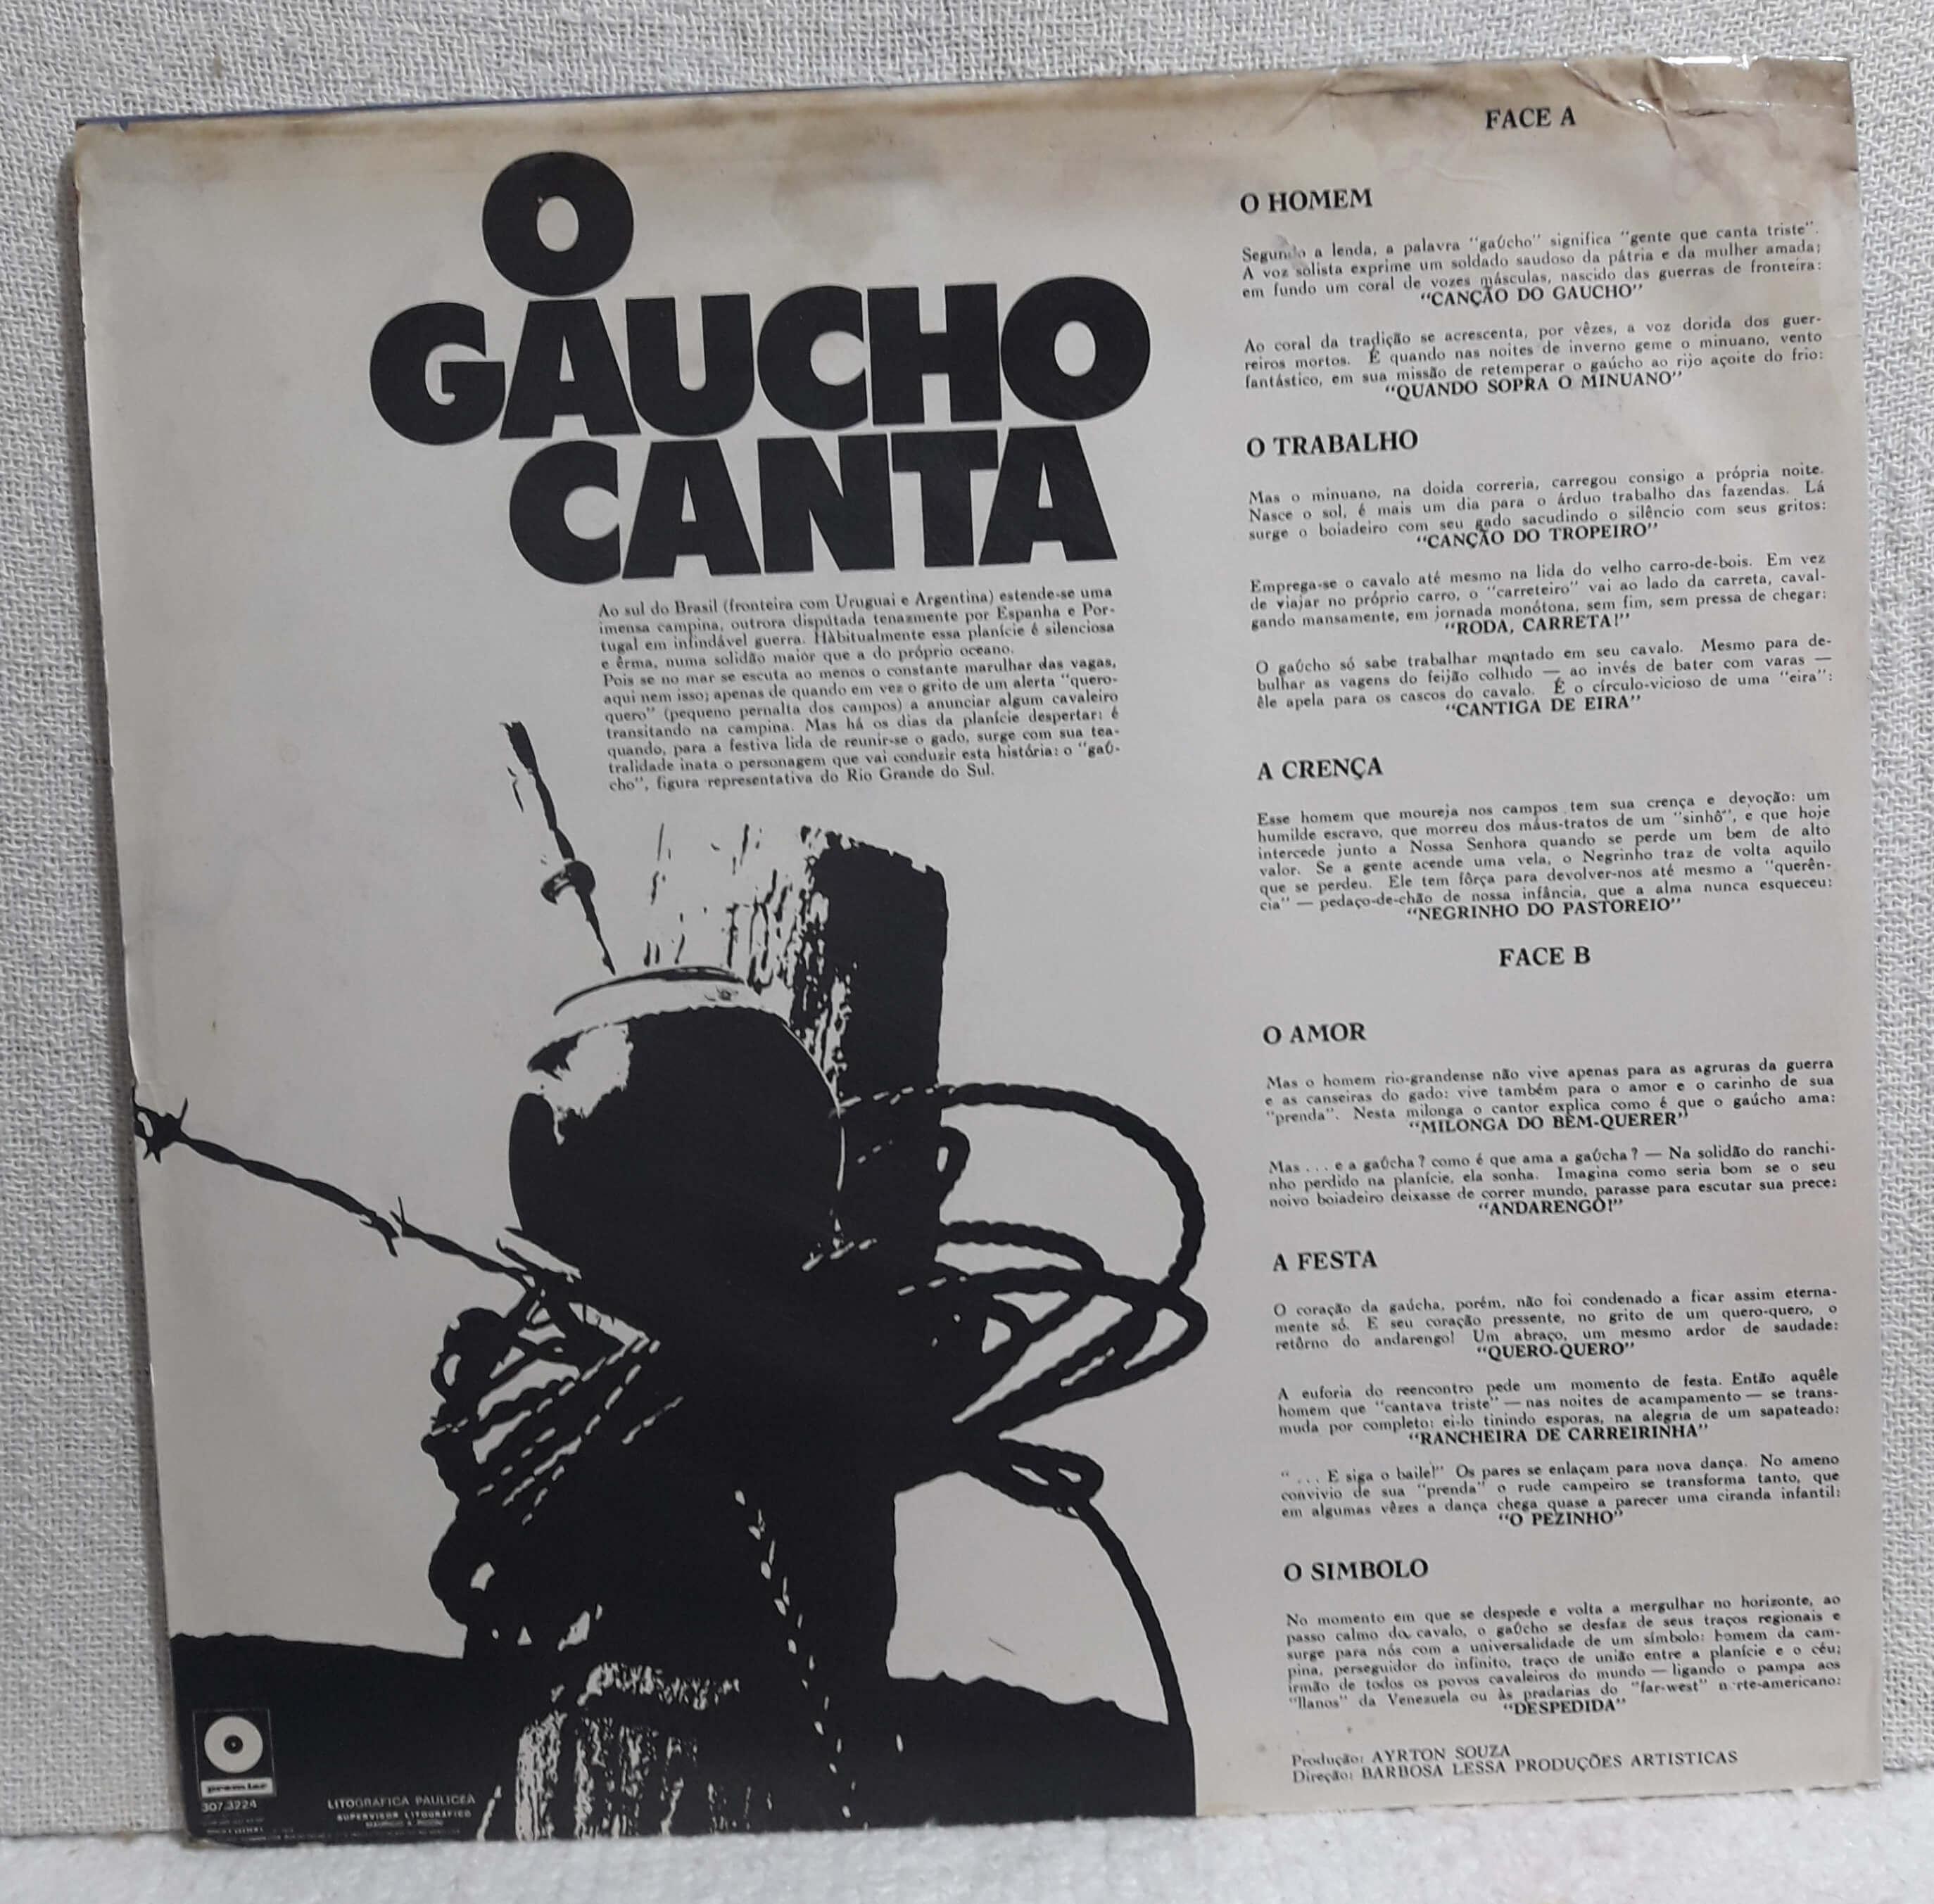 O
GAUCHO
CANTA
Ao sul do Brasil (fronteira com Uruguai e Argentina) estende-se uma
imensa campina, outrora dispútada tenazmente por Espanha e Por-
tugal em infindável guerra. Hàbitualmente essa planície é silenciosa
e êrma, numa solidão maior que a do próprio oceano.
Pois se no mar se escuta ao menos o constante marulhar das vagas,
aqui nem isso; apenas de quando em vez o grito de um alerta "quero-
quero" (pequeno pernalta dos campos) a anunciar algum cavaleiro
transitando na campina. Mas há os dias da planície despertar: é
quando, para a festiva lida de reunir-se o gado, surge com sua tea-
tralidade inata o personagem que vai conduzir esta história: o "gaú-
cho", figura representativa do Rio Grande do Sul.
premier
307.3224
LITOGRAFICA PAULICEA
SUPERVISOR LITOGRAFICO
FACE A
O HOMEM
Segundo a lenda, a palavra "gaúcho" significa "gente que canta triste".
A voz solista exprime um soldado saudoso da pátria e da mulher amada;
em fundo um coral de vozes másculas, nascido das guerras de fronteira:
"CANÇÃO DO GAUCHO"
Ao coral da tradição se acrescenta, por vêzes, a voz dorida dos guer-
reiros mortos. É quando nas noites de inverno geme o minuano, vento
fantástico, em sua missão de retemperar o gaúcho ao rijo açoite do frio:
"QUANDO SOPRA O MINUANO"
O TRABALHO
Mas o minuano, na doida correria, carregou consigo a própria noite.
Nasce o sol, é mais um dia para o árduo trabalho das fazendas. Lá
surge o boiadeiro com seu gado sacudindo o silêncio com seus gritos:
"CANÇÃO DO TROPEIRO"
Emprega-se o cavalo até mesmo na lida do velho carro-de-bois. Em vez
de viajar no próprio carro, o "carreteiro" vai ao lado da carreta, caval-
gando mansamente, em jornada monótona, sem fim, sem pressa de chegar:
"RODA, CARRETA!"
O gaúcho só sabe trabalhar montado em seu cavalo. Mesmo para de-
bulhar as vagens do feijão colhido — ao invés de bater com varas —
êle apela para os cascos do cavalo. É o círculo-vicioso de uma "eira":
"CANTIGA DE EIRA"
A CRENÇA
Esse homem que moureja nos campos tem sua crença e devoção: um
humilde escravo, que morreu dos máus-tratos de um "sinhô", e que hoje
intercede junto a Nossa Senhora quando se perde um bem de alto
valor. Se a gente acende uma vela, o Negrinho traz de volta aquilo
que se perdeu. Ele tem fôrça para devolver-nos até mesmo a "querên-
cia" — pedaço-de-chão de nossa infância, que a alma nunca esqueceu:
"NEGRINHO DO PASTOREIO"
FACE B
O AMOR
Mas o homem rio-grandense não vive apenas para as agruras da guerra
e as canseiras do gado: vive também para o amor e o carinho de sua
"prenda". Nesta milonga o cantor explica como é que o gaúcho ama:
"MILONGA DO BEM-QUERER"
Mas . . . e a gaúcha? como é que ama a gaúcha? — Na solidão do ranchi-
nho perdido na planície, ela sonha. Imagina como seria bom se o seu
noivo boiadeiro deixasse de correr mundo, parasse para escutar sua prece:
"ANDARENGO!"
A FESTA
O coração da gaúcha, porém, não foi condenado a ficar assim eterna-
mente só. E seu coração pressente, no grito de um quero-quero, o
retôrno do andarengo! Um abraço, um mesmo ardor de saudade:
"QUERO-QUERO"
A euforia do reencontro pede um momento de festa. Então aquêle
homem que "cantava triste" — nas noites de acampamento — se trans-
muda por completo: ei-lo tinindo esporas, na alegria de um sapateado:
"RANCHEIRA DE CARREIRINHA"
" . . . E siga o baile!" Os pares se enlaçam para nova dança. No ameno
convivio de sua "prenda" o rude campeiro se transforma tanto, que
em algumas vêzes a dança chega quase a parecer uma ciranda infantil:
"O PEZINHO"
O SIMBOLO
No momento em que se despede e volta a mergulhar no horizonte, ao
passo calmo do cavalo, o gaúcho se desfaz de seus traços regionais e
surge para nós com a universalidade de um símbolo: homem da cam-
pina, perseguidor do infinito, traço de união entre a planície e o céu;
irmão de todos os povos cavaleiros do mundo — ligando o pampa aos
"llanos" da Venezuela ou às pradarias do "far-west" norte-americano:
"DESPEDIDA"
Produção: AYRTON SOUZA
Direção: BARBOSA LESSA PRODUÇÕES ARTISTICAS